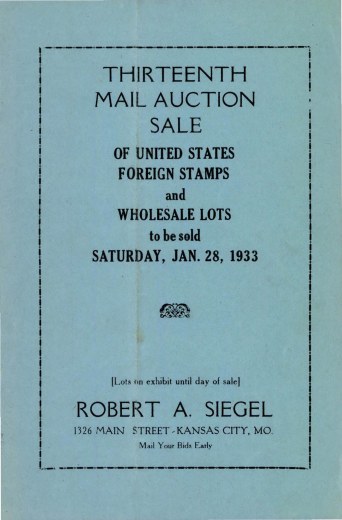 THIRTEENTH
MAIL AUCTION
SALE
OF UNITED STATES
FOREIGN STAMPS
and
WHOLESALE LOTS
to be sold
SATURDAY, JAN. 28, 1933
[Lots on exhibit until day of sale]
ROBERT A. SIEGEL
1326 MAIN STREET - KANSAS CITY, MO.
Mail Your Bids Early